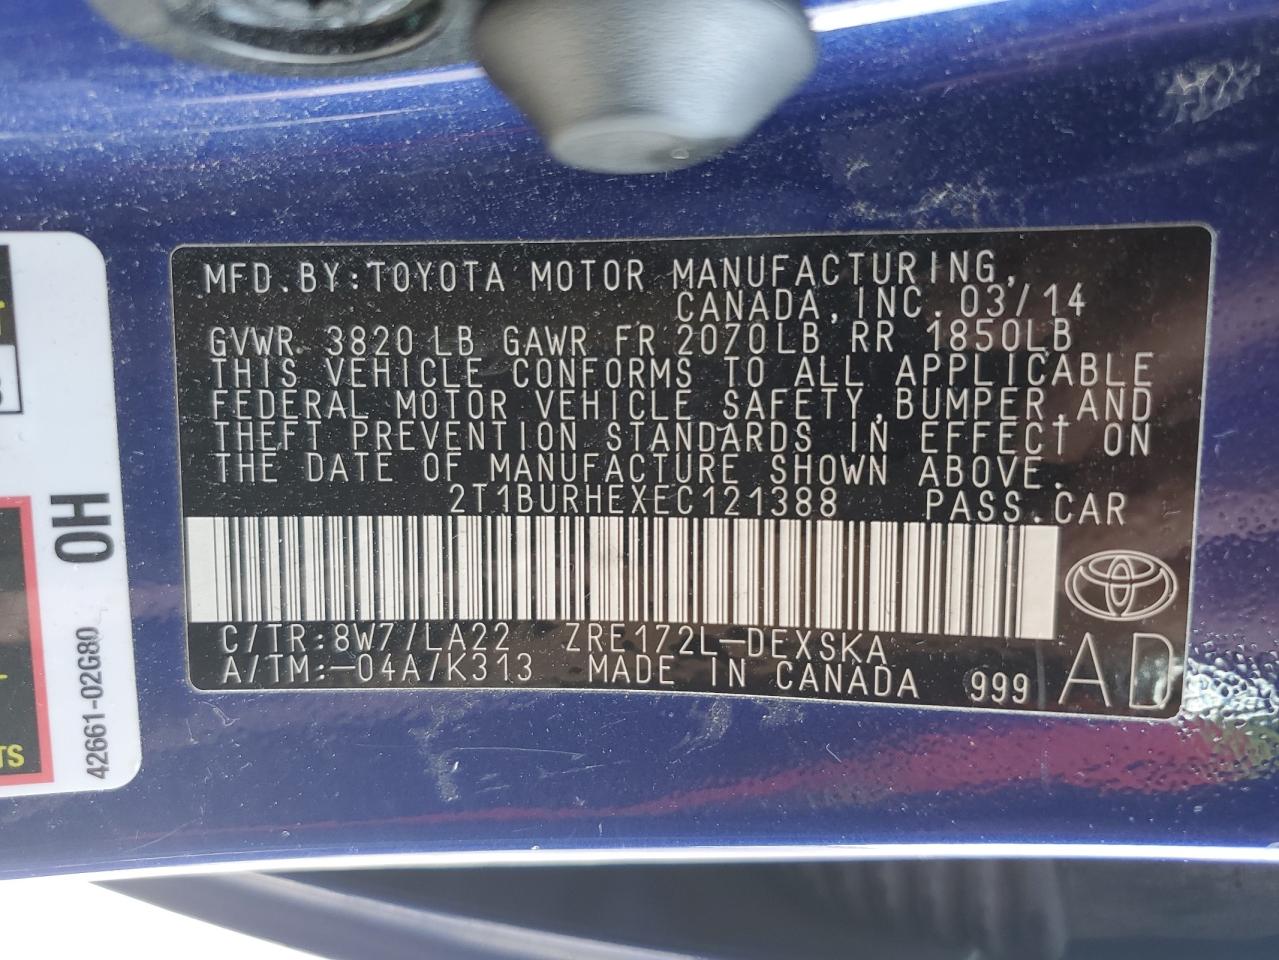 MFD.BY:TOYOTA MOTOR MANUFACTURING,
CANADA,INC. 03/14
GVWR 3820 LB GAWR FR 2070LB RR 1850LB
THIS VEHICLE CONFORMS TO ALL APPLICABLE
FEDERAL MOTOR VEHICLE SAFETY,BUMPER,AND
THEFT PREVENTION STANDARDS IN EFFECT ON
THE DATE OF MANUFACTURE SHOWN ABOVE.
2T1BURHEXEC121388 PASS.CAR
C/TR:8W7/LA22 ZRE172L-DEXSKA
A/TM:-04A/K313 MADE IN CANADA 999 AD
0H
42661-02G80
TS